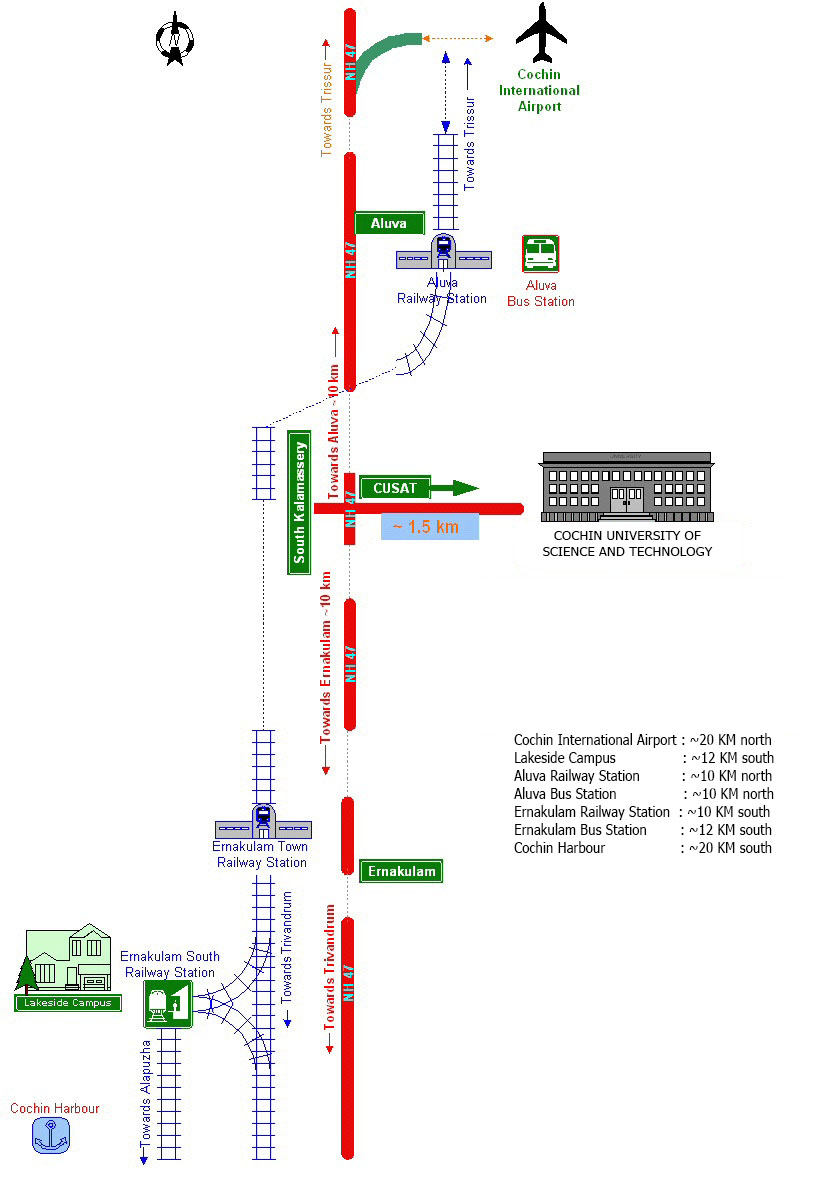 NH 47
Towards Trissur
Cochin
International
Airport
Towards Trissur
Aluva
NH 47
Aluva
Railway Station
Aluva
Bus Station
Towards Aluva ~10 km
South Kalamassery
CUSAT
NH 47
~ 1.5 km
UNIVERSITY
COCHIN UNIVERSITY OF
SCIENCE AND TECHNOLOGY
Towards Ernakulam ~10 km
NH 47
Cochin International Airport : ~20 KM north
Lakeside Campus : ~12 KM south
Aluva Railway Station : ~10 KM north
Aluva Bus Station : ~10 KM north
Ernakulam Railway Station : ~10 KM south
Ernakulam Bus Station : ~12 KM south
Cochin Harbour : ~20 KM south
Ernakulam Town
Railway Station
Ernakulam
Towards Trivandrum
Towards Trivandrum
NH 47
Ernakulam South
Railway Station
Lakeside Campus
Towards Alapuzha
Cochin Harbour